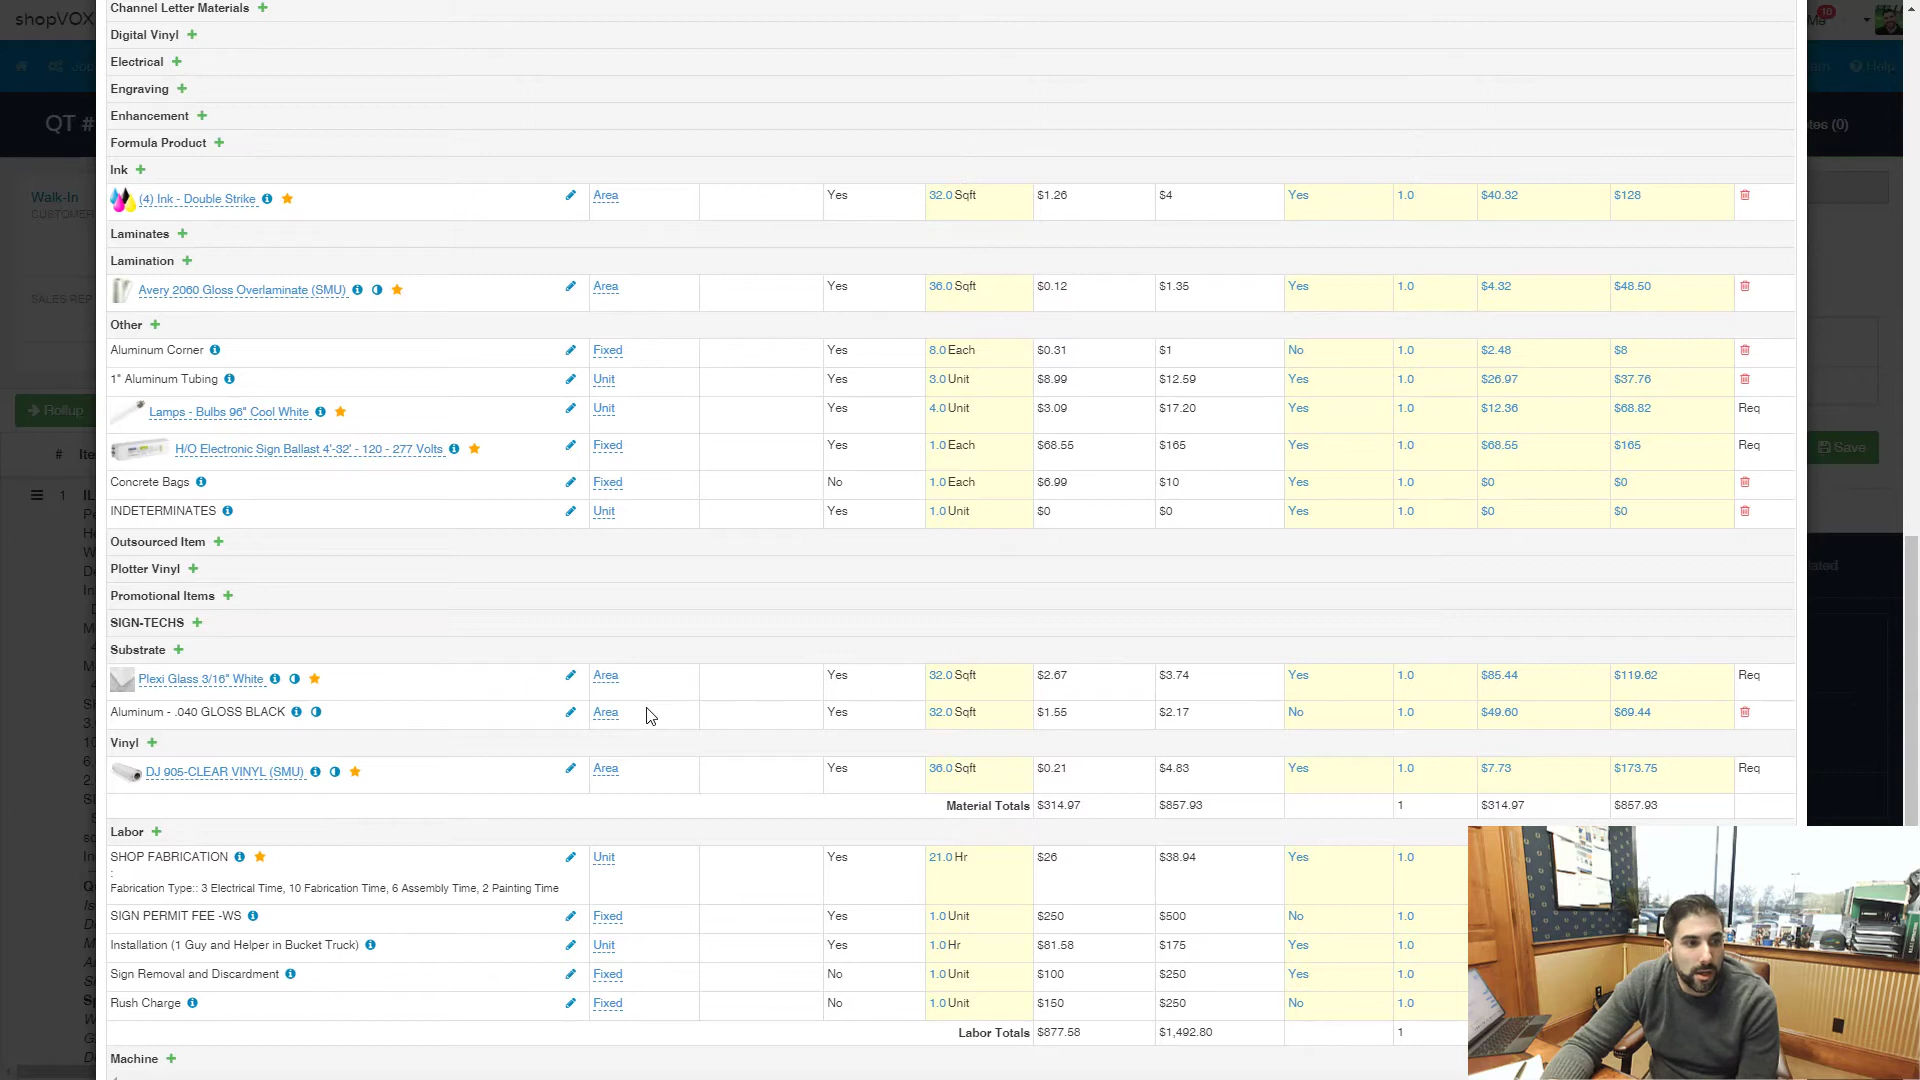 shopVOX
Me
10
Help
QT #
tes (0)
Walk-In
CUSTOMER
SALES REP
Rollup
Save
#
Ite
1
Channel Letter Materials +
Digital Vinyl +
Electrical +
Engraving +
Enhancement +
Formula Product +
Ink +
(4) Ink - Double Strike Area Yes 32.0 Sqft $1.26 $4 Yes 1.0 $40.32 $128
Laminates +
Lamination +
Avery 2060 Gloss Overlaminate (SMU) Area Yes 36.0 Sqft $0.12 $1.35 Yes 1.0 $4.32 $48.50
Other +
Aluminum Corner Fixed Yes 8.0 Each $0.31 $1 No 1.0 $2.48 $8
1" Aluminum Tubing Unit Yes 3.0 Unit $8.99 $12.59 Yes 1.0 $26.97 $37.76
Lamps - Bulbs 96" Cool White Unit Yes 4.0 Unit $3.09 $17.20 Yes 1.0 $12.36 $68.82 Req
H/O Electronic Sign Ballast 4'-32' - 120 - 277 Volts Fixed Yes 1.0 Each $68.55 $165 Yes 1.0 $68.55 $165 Req
Concrete Bags Fixed No 1.0 Each $6.99 $10 Yes 1.0 $0 $0
INDETERMINATES Unit Yes 1.0 Unit $0 $0 Yes 1.0 $0 $0
Outsourced Item +
Plotter Vinyl +
Promotional Items +
SIGN-TECHS +
Substrate +
Plexi Glass 3/16" White Area Yes 32.0 Sqft $2.67 $3.74 Yes 1.0 $85.44 $119.62 Req
Aluminum - .040 GLOSS BLACK Area Yes 32.0 Sqft $1.55 $2.17 No 1.0 $49.60 $69.44
Vinyl +
DJ 905-CLEAR VINYL (SMU) Area Yes 36.0 Sqft $0.21 $4.83 Yes 1.0 $7.73 $173.75 Req
Material Totals $314.97 $857.93 1 $314.97 $857.93
Labor +
SHOP FABRICATION Unit Yes 21.0 Hr $26 $38.94 Yes 1.0
:
Fabrication Type:: 3 Electrical Time, 10 Fabrication Time, 6 Assembly Time, 2 Painting Time
SIGN PERMIT FEE -WS Fixed Yes 1.0 Unit $250 $500 No 1.0
Installation (1 Guy and Helper in Bucket Truck) Unit Yes 1.0 Hr $81.58 $175 Yes 1.0
Sign Removal and Discardment Fixed No 1.0 Unit $100 $250 Yes 1.0
Rush Charge Fixed No 1.0 Unit $150 $250 No 1.0
Labor Totals $877.58 $1,492.80 1
Machine +